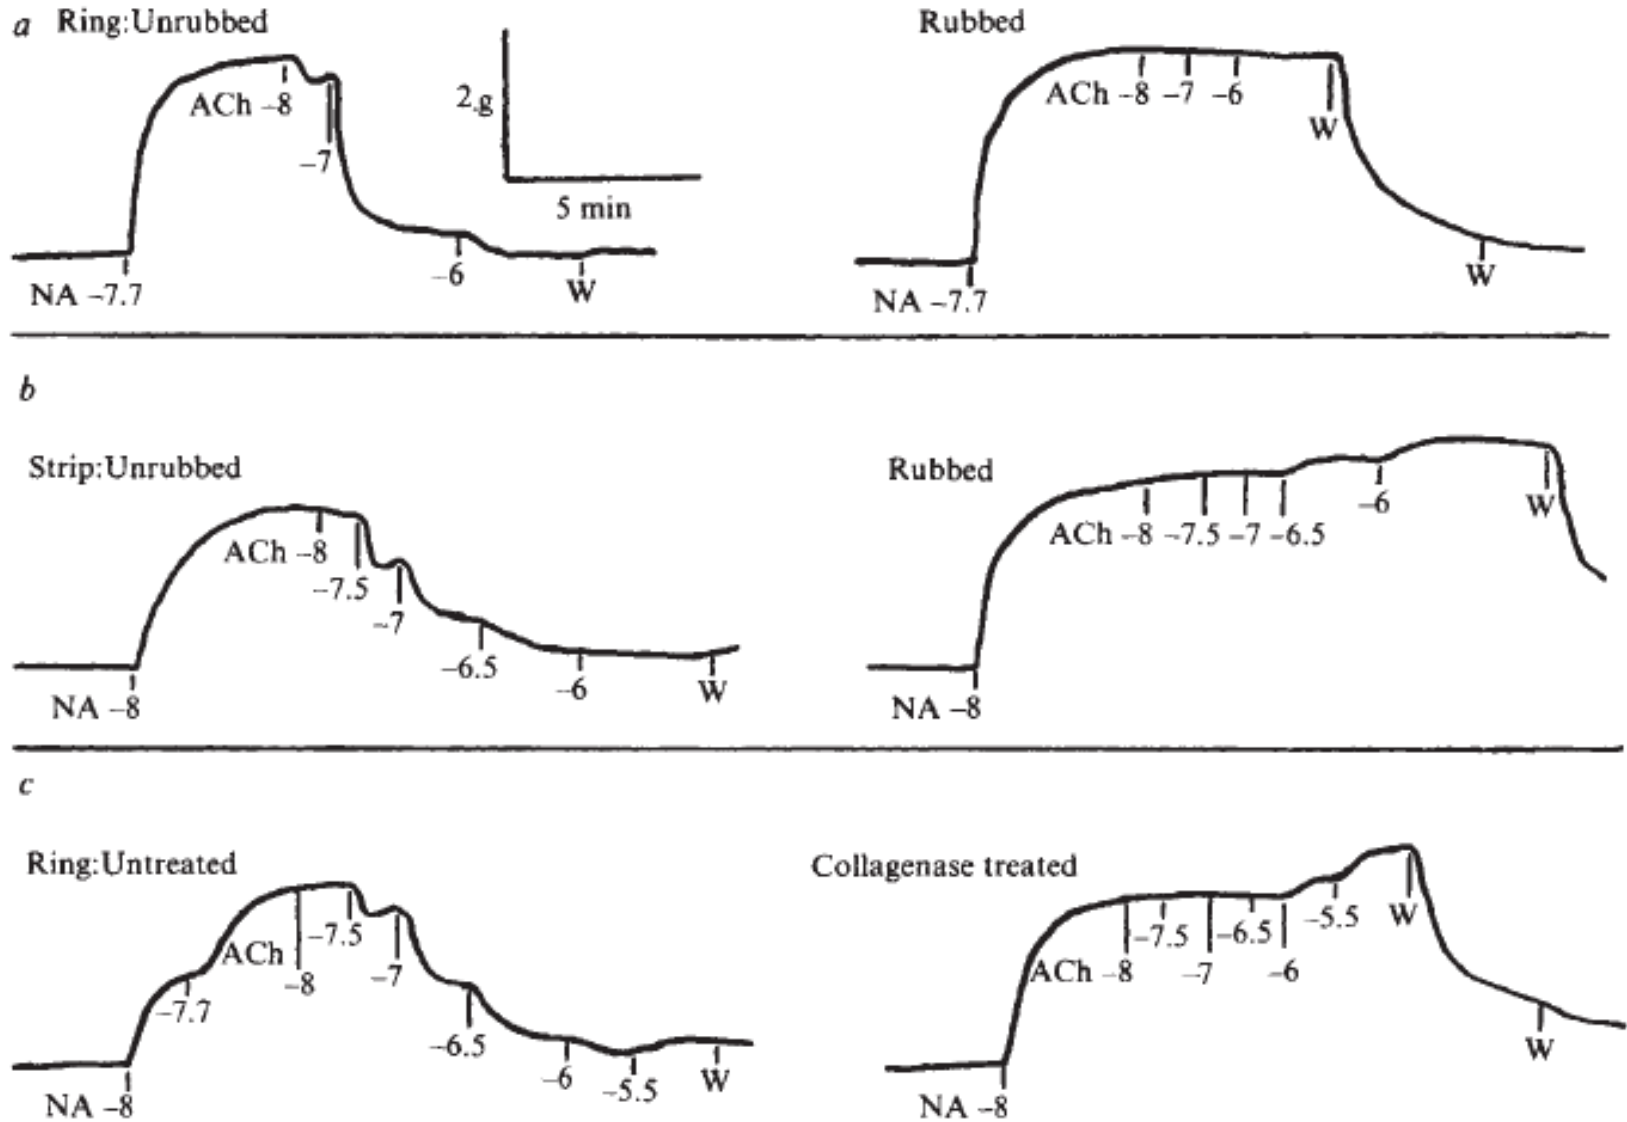 a Ring:Unrubbed
Rubbed
2 g
5 min
ACh –8
–7
–6
W
NA –7.7
ACh –8 –7 –6
W
W
NA –7.7
b
Strip:Unrubbed
Rubbed
ACh –8
–7.5
–7
–6.5
–6
W
NA –8
ACh –8 –7.5 –7 –6.5
–6
W
NA –8
c
Ring:Untreated
Collagenase treated
–7.7
ACh
–8
–7.5
–7
–6.5
–6
–5.5
W
NA –8
ACh –8
–7.5
–7
–6.5
–6
–5.5
W
W
NA –8